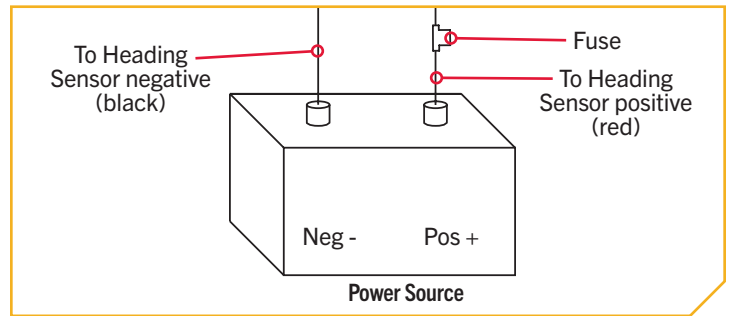 To Heading
Sensor negative
(black)
Fuse
To Heading
Sensor positive
(red)
Neg -
Pos +
Power Source